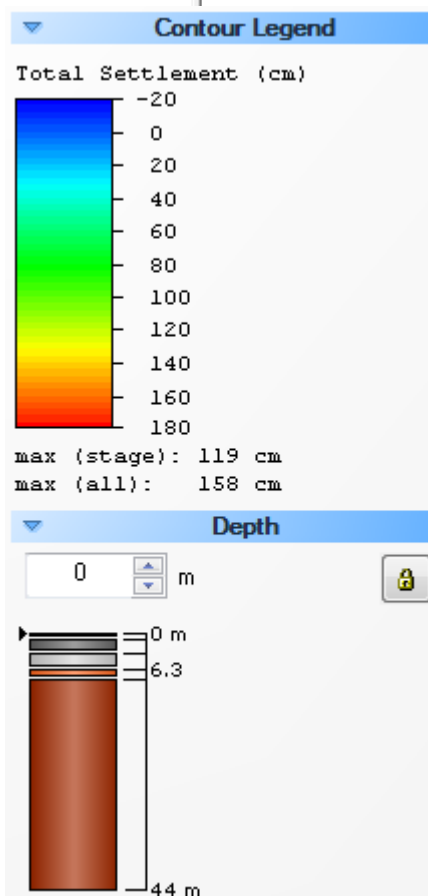 Contour Legend
Total Settlement (cm)
-20
0
20
40
60
80
100
120
140
160
180
max (stage): 119 cm
max (all): 158 cm
Depth
0 m
0 m
6.3
44 m